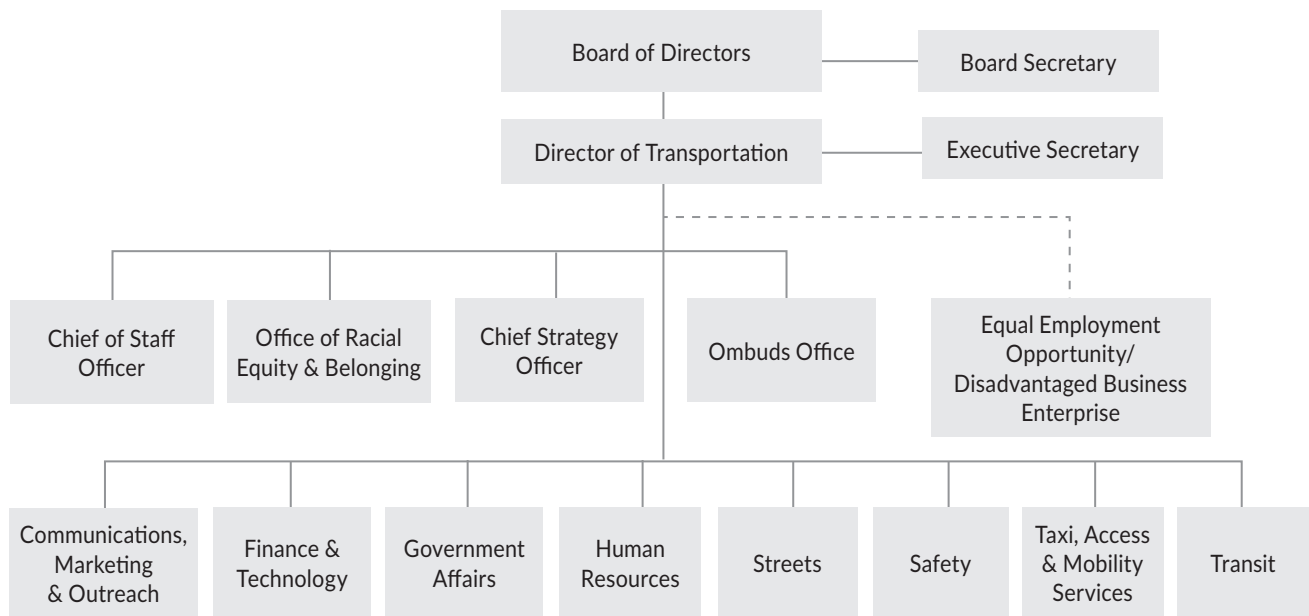 Board of Directors
Board Secretary
Director of Transportation
Executive Secretary
Chief of Staff
Officer
Office of Racial
Equity & Belonging
Chief Strategy
Officer
Ombuds Office
Equal Employment
Opportunity/
Disadvantaged Business
Enterprise
Communications,
Marketing
& Outreach
Finance &
Technology
Government
Affairs
Human
Resources
Streets
Safety
Taxi, Access
& Mobility
Services
Transit